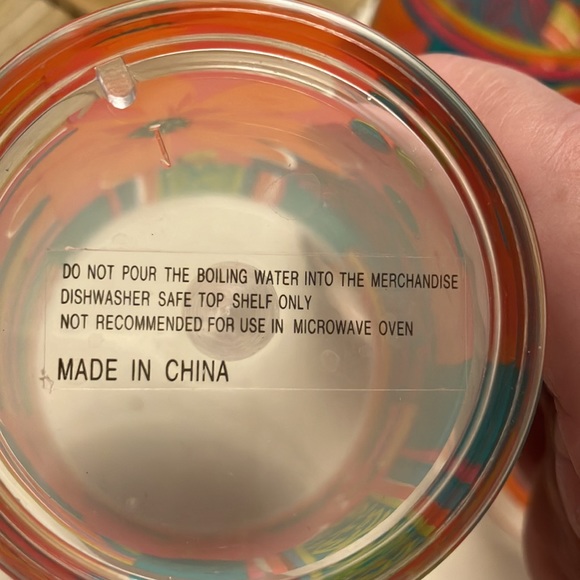 DO NOT POUR THE BOILING WATER INTO THE MERCHANDISE
DISHWASHER SAFE TOP SHELF ONLY
NOT RECOMMENDED FOR USE IN MICROWAVE OVEN
MADE IN CHINA